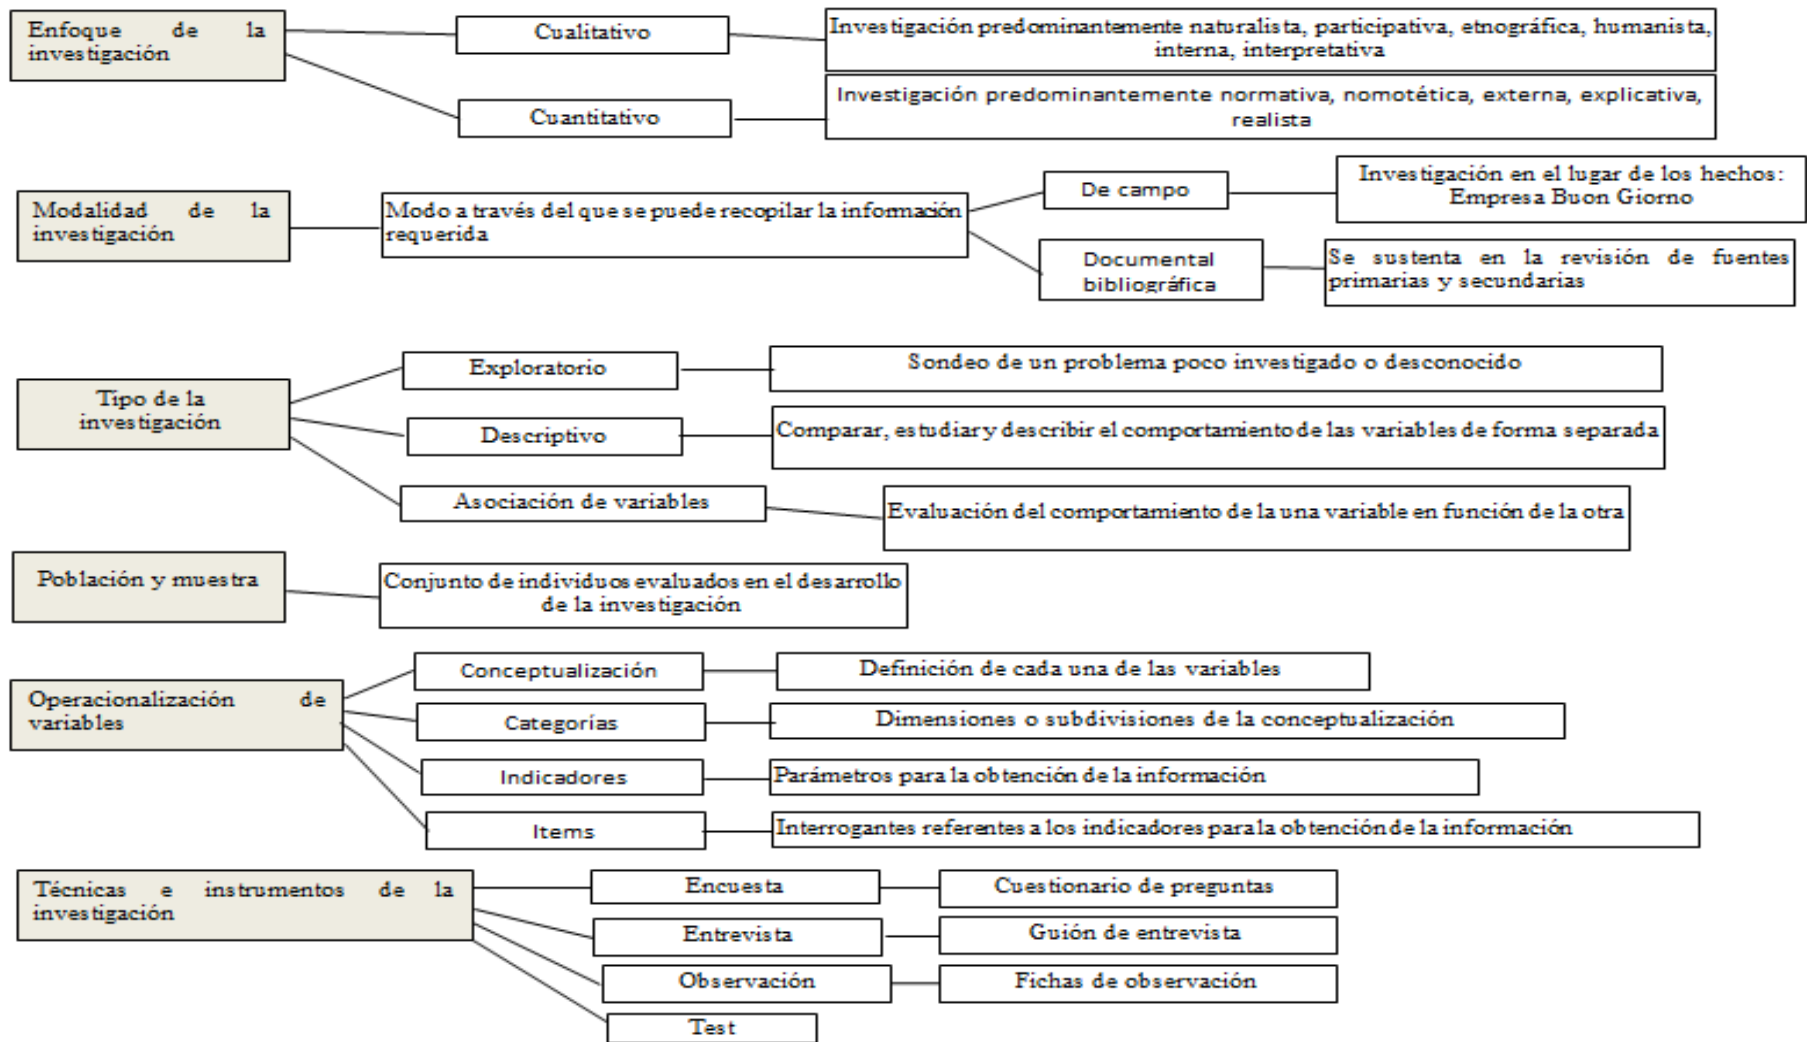 Enfoque de la
investigación
Cualitativo
Investigación predominantemente naturalista, participativa, etnográfica, humanista,
interna, interpretativa
Cuantitativo
Investigación predominantemente normativa, nomotética, externa, explicativa,
realista
Modalidad de la
investigación
Modo a través del que se puede recopilar la información
requerida
De campo
Investigación en el lugar de los hechos:
Empresa Buon Giorno
Documental
bibliográfica
Se sustenta en la revisión de fuentes
primarias y secundarias
Tipo de la
investigación
Exploratorio
Sondeo de un problema poco investigado o desconocido
Descriptivo
Comparar, estudiar y describir el comportamiento de las variables de forma separada
Asociación de variables
Evaluación del comportamiento de la una variable en función de la otra
Población y muestra
Conjunto de individuos evaluados en el desarrollo
de la investigación
Operacionalización de
variables
Conceptualización
Definición de cada una de las variables
Categorías
Dimensiones o subdivisiones de la conceptualización
Indicadores
Parámetros para la obtención de la información
Items
Interrogantes referentes a los indicadores para la obtención de la información
Técnicas e instrumentos de la
investigación
Encuesta
Cuestionario de preguntas
Entrevista
Guión de entrevista
Observación
Fichas de observación
Test